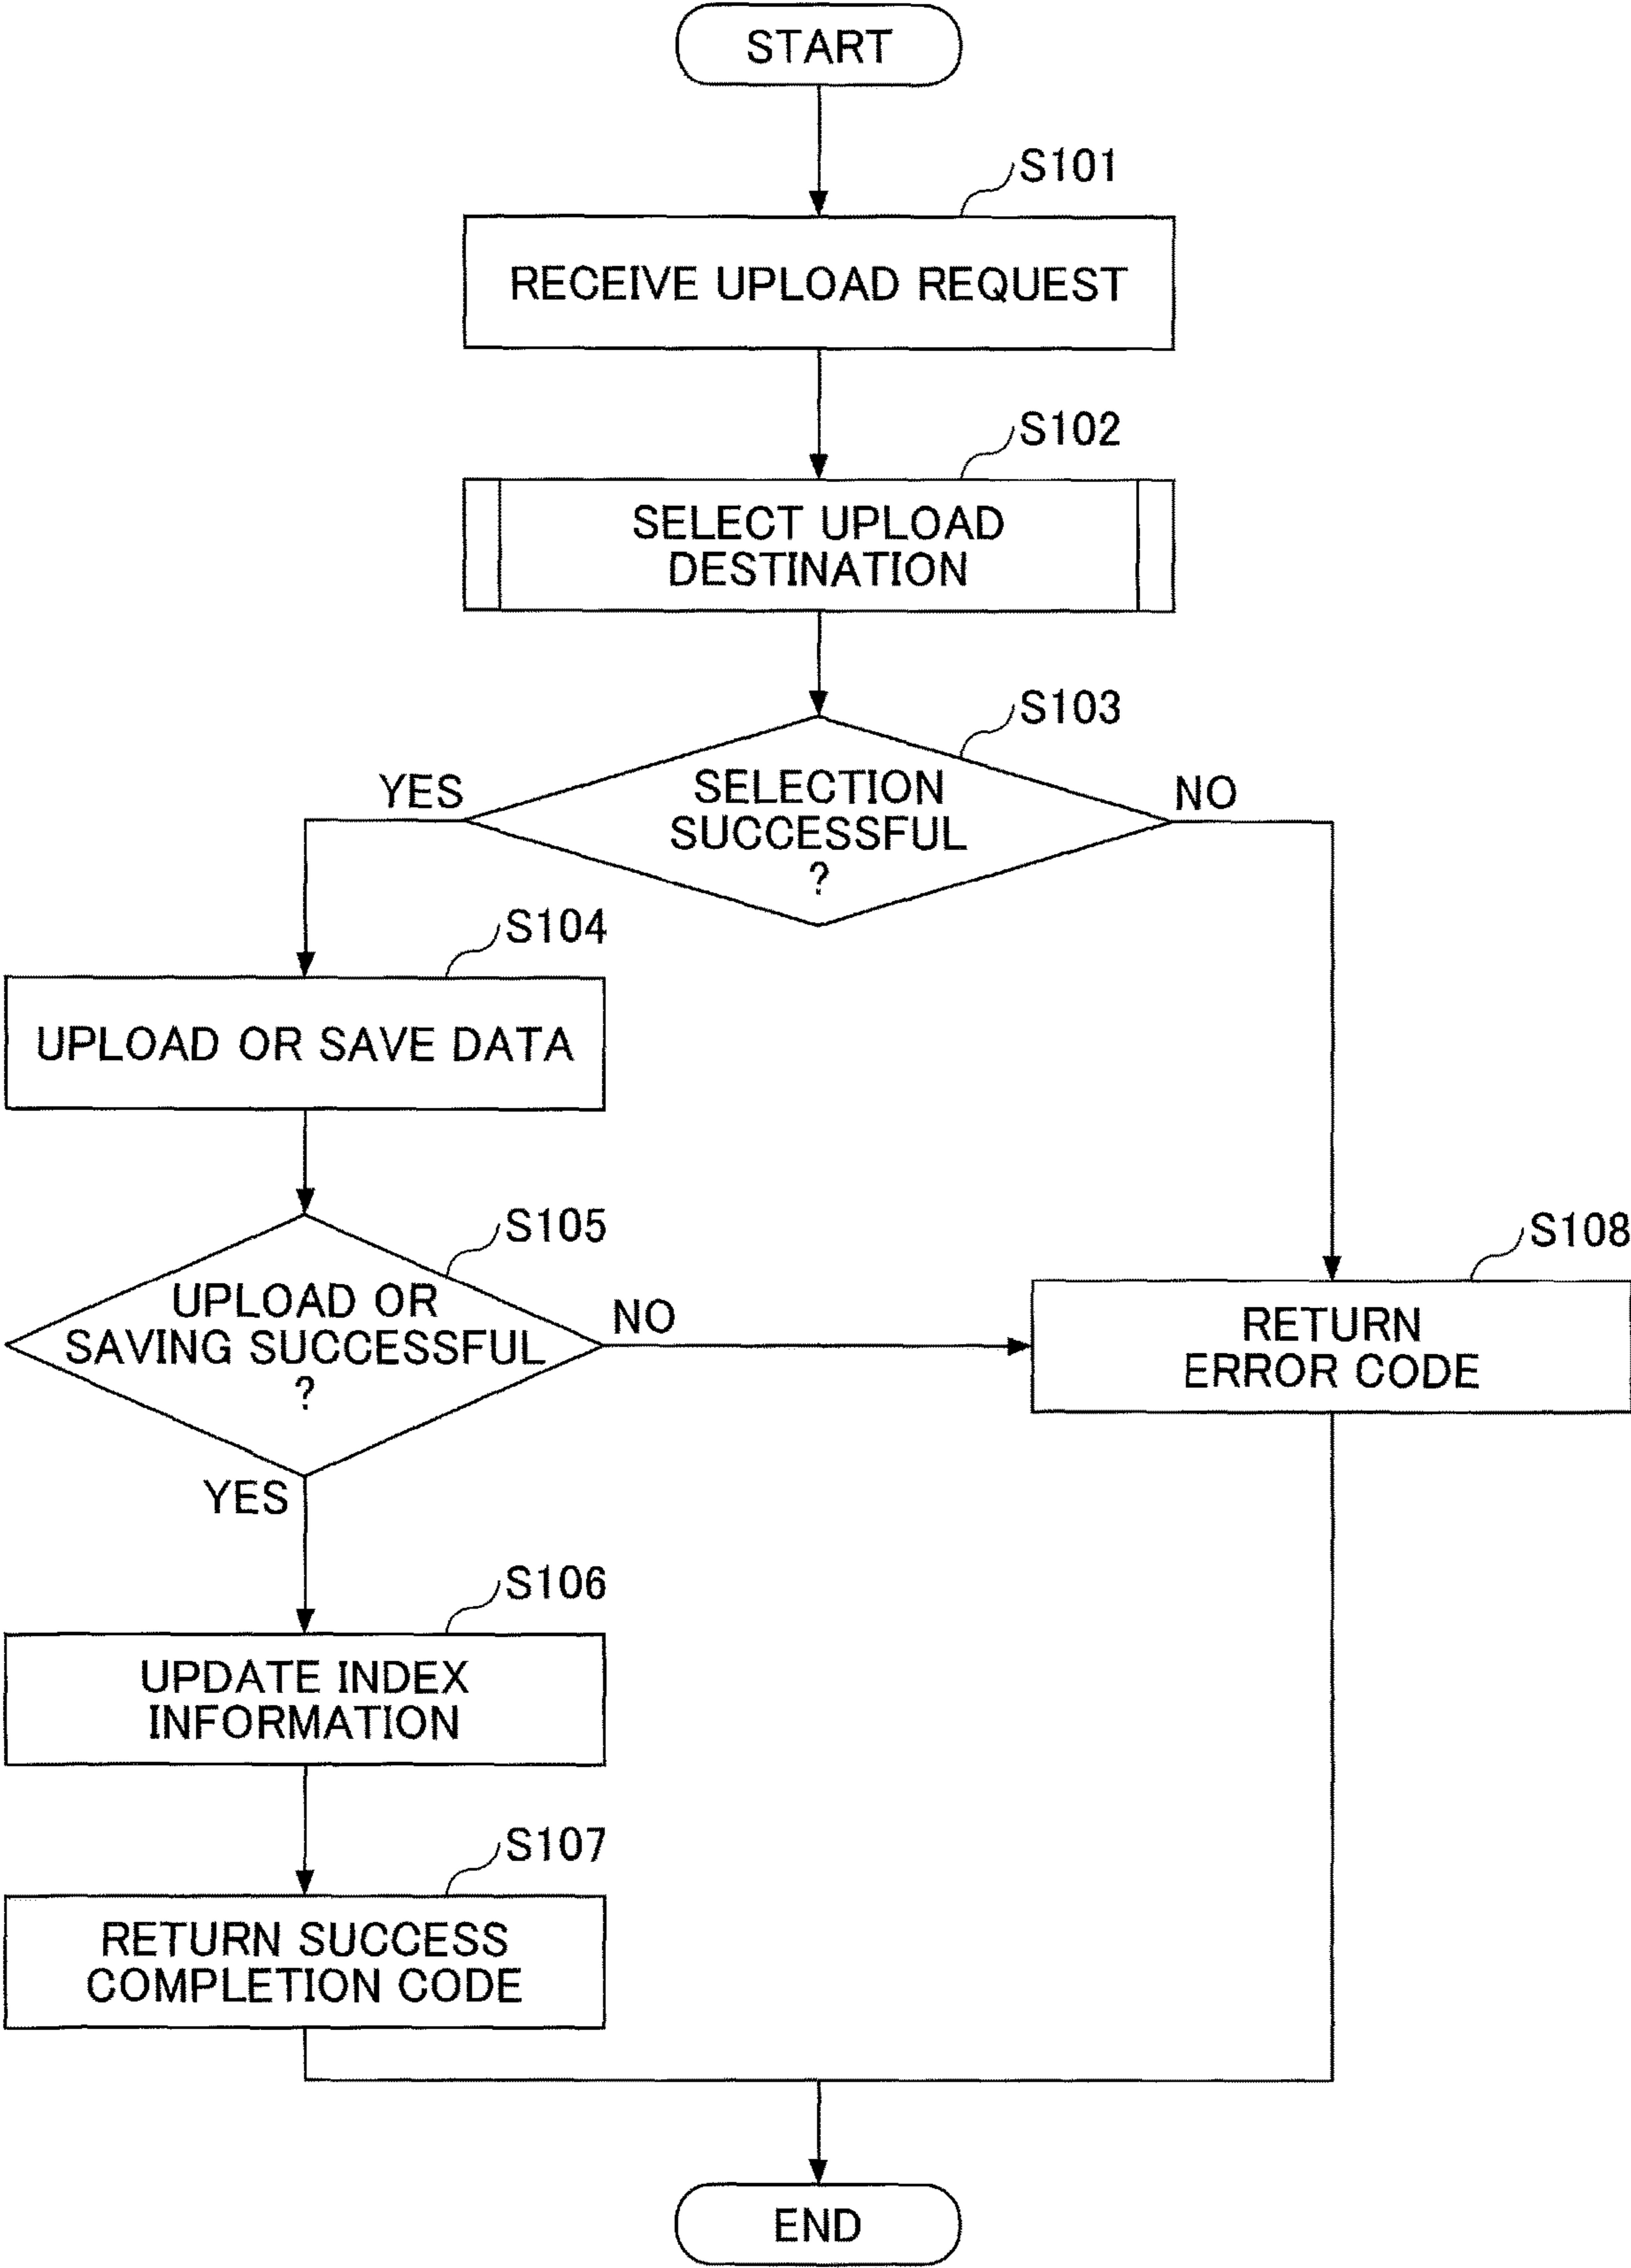 START
S101
RECEIVE UPLOAD REQUEST
S102
SELECT UPLOAD
DESTINATION
S103
YES
SELECTION
SUCCESSFUL
?
NO
S104
UPLOAD OR SAVE DATA
S105
UPLOAD OR
SAVING SUCCESSFUL
?
NO
S108
RETURN
ERROR CODE
YES
S106
UPDATE INDEX
INFORMATION
S107
RETURN SUCCESS
COMPLETION CODE
END